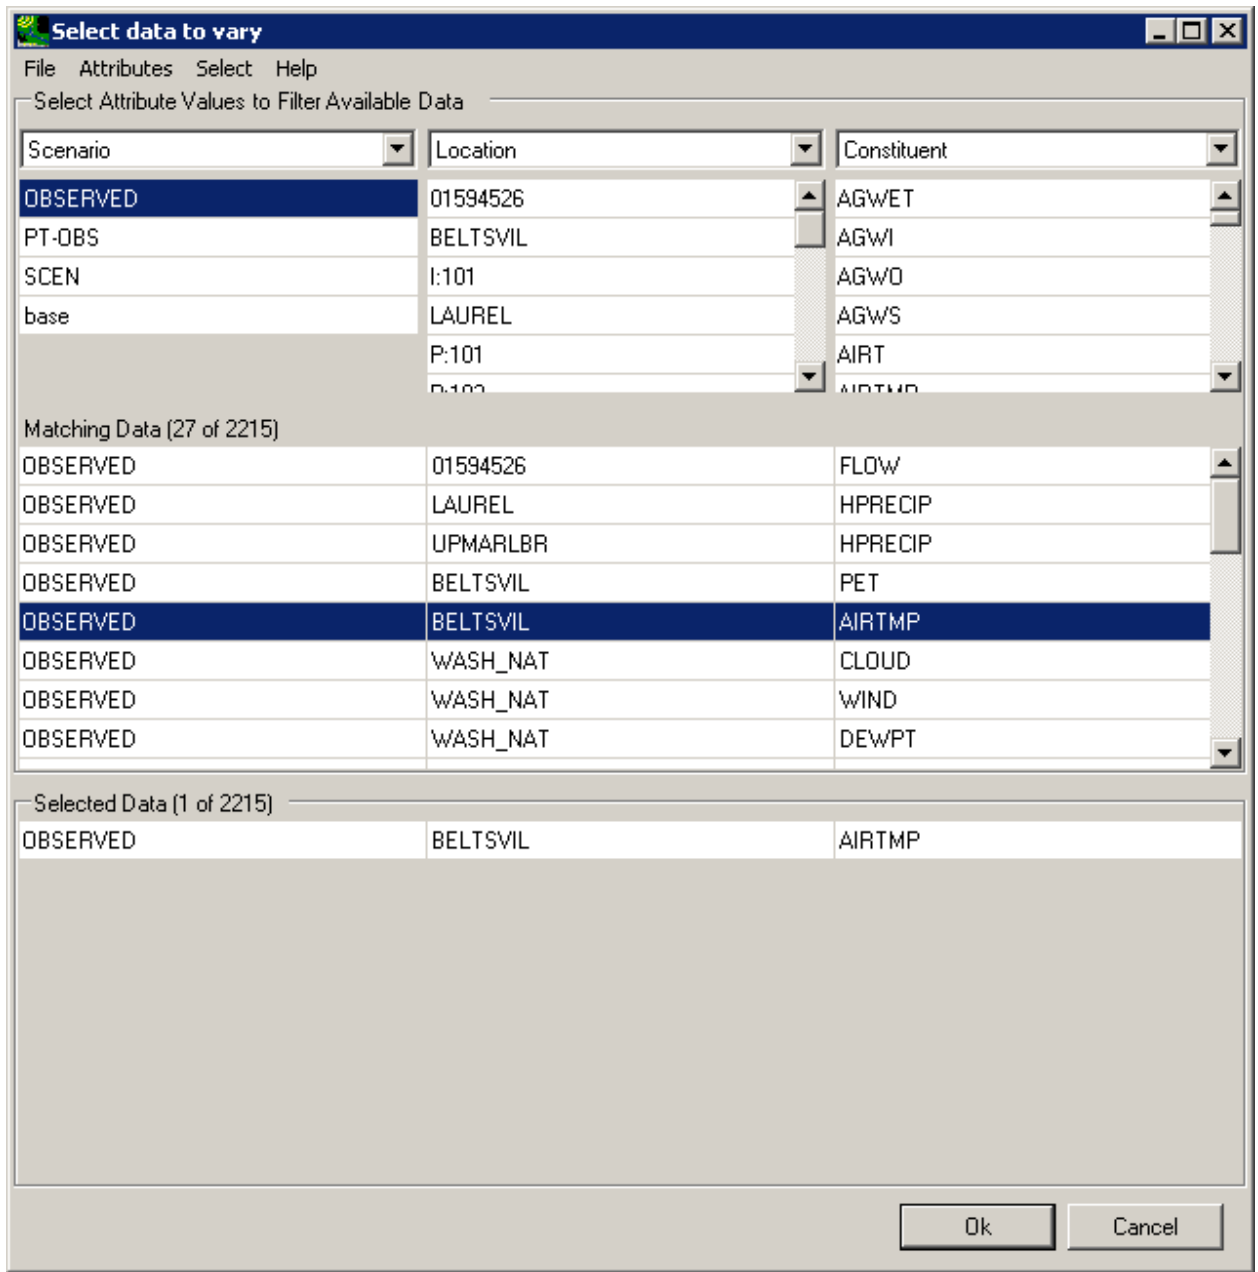 Select data to vary
File Attributes Select Help
Select Attribute Values to Filter Available Data
Scenario Location Constituent
OBSERVED 01594526 AGWET
PT-OBS BELTSVIL AGWI
SCEN I:101 AGWO
base LAUREL AGWS
P:101 AIRT
P:102 AIRTMP
Matching Data (27 of 2215)
OBSERVED 01594526 FLOW
OBSERVED LAUREL HPRECIP
OBSERVED UPMARLBR HPRECIP
OBSERVED BELTSVIL PET
OBSERVED BELTSVIL AIRTMP
OBSERVED WASH_NAT CLOUD
OBSERVED WASH_NAT WIND
OBSERVED WASH_NAT DEWPT
Selected Data (1 of 2215)
OBSERVED BELTSVIL AIRTMP
Ok Cancel